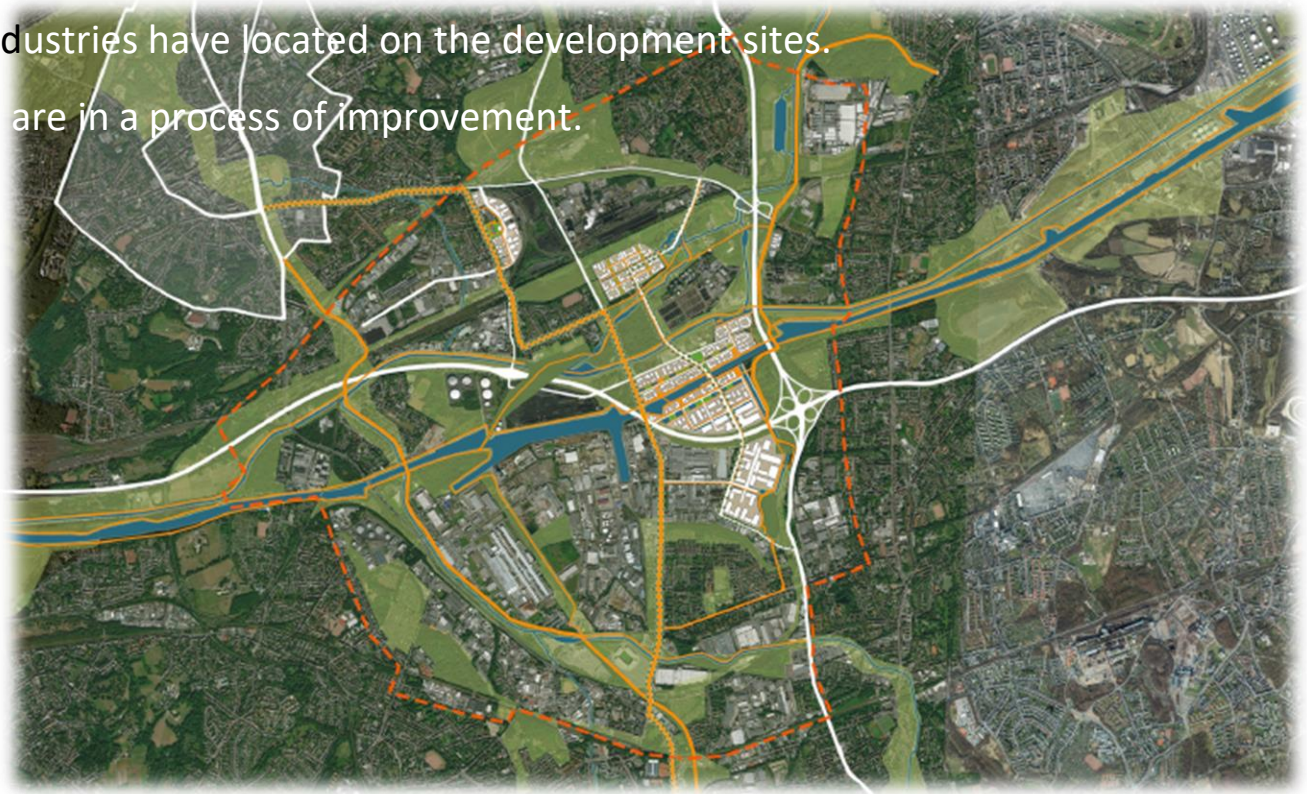 dustries have located on the development sites.
are in a process of improvement.